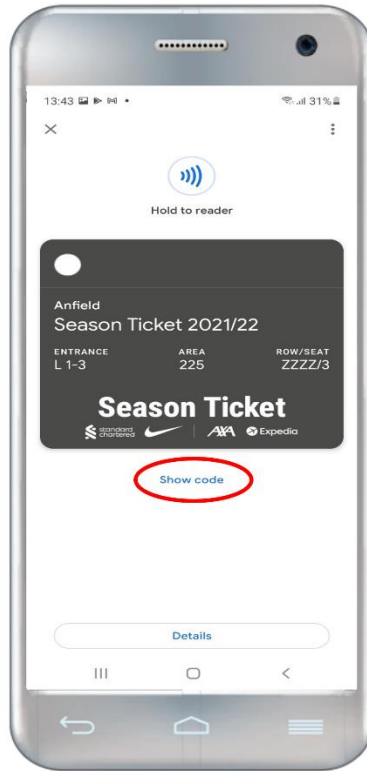 13:43
31%
Hold to reader
Anfield
Season Ticket 2021/22
ENTRANCE AREA ROW/SEAT
L 1-3 225 ZZZZ/3
Season Ticket
standard chartered AXA Expedia
Show code
Details